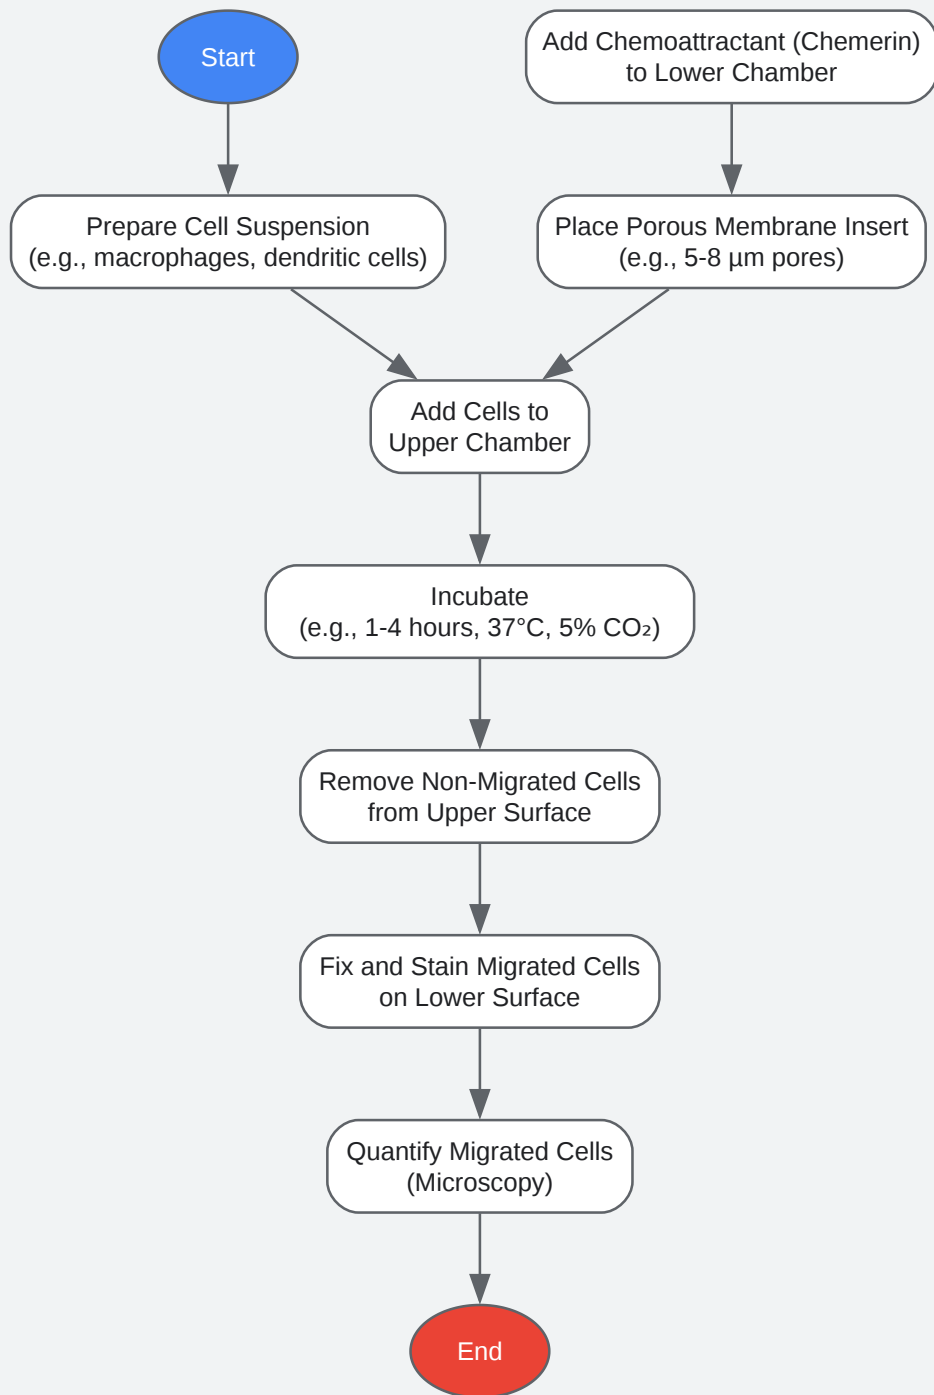 Start
Add Chemoattractant (Chemerin)
to Lower Chamber
Prepare Cell Suspension
(e.g., macrophages, dendritic cells)
Place Porous Membrane Insert
(e.g., 5-8 µm pores)
Add Cells to
Upper Chamber
Incubate
(e.g., 1-4 hours, 37°C, 5% CO₂)
Remove Non-Migrated Cells
from Upper Surface
Fix and Stain Migrated Cells
on Lower Surface
Quantify Migrated Cells
(Microscopy)
End